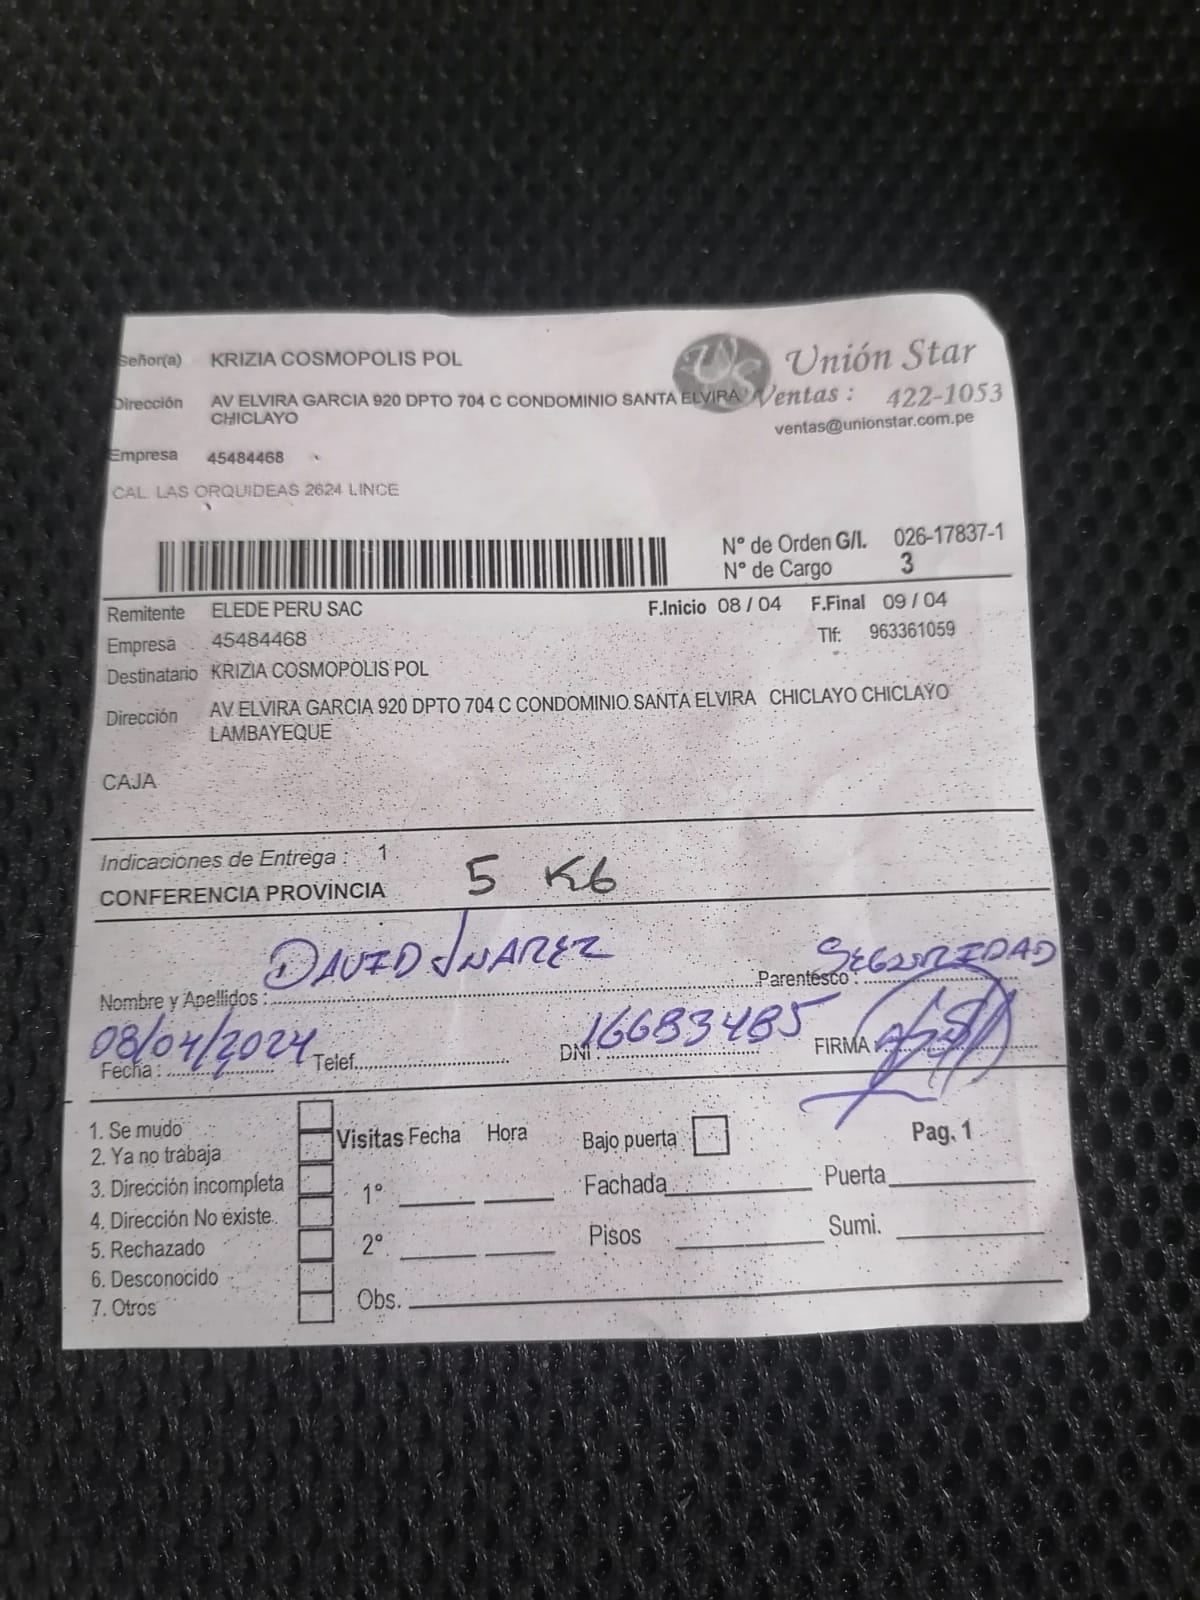 Señor(a) KRIZIA COSMOPOLIS POL
US Unión Star
Dirección AV ELVIRA GARCIA 920 DPTO 704 C CONDOMINIO SANTA ELVIRA Ventas : 422-1053
CHICLAYO
ventas@unionstar.com.pe
Empresa 45484468
CAL. LAS ORQUIDEAS 2624 LINCE
N° de Orden G/I. 026-17837-1
N° de Cargo 3
Remitente ELEDE PERU SAC F.Inicio 08 / 04 F.Final 09 / 04
Empresa 45484468 Tlf: 963361059
Destinatario KRIZIA COSMOPOLIS POL
Dirección AV ELVIRA GARCIA 920 DPTO 704 C CONDOMINIO SANTA ELVIRA CHICLAYO CHICLAYO
LAMBAYEQUE
CAJA
Indicaciones de Entrega : 1
CONFERENCIA PROVINCIA 5 KG
Nombre y Apellidos : DAVID JUAREZ Parentesco : SEGURIDAD
Fecha : 08/04/2024 Telef. DNI : 16683485 FIRMA
1. Se mudo
2. Ya no trabaja
3. Dirección incompleta
4. Dirección No existe.
5. Rechazado
6. Desconocido
7. Otros
Visitas Fecha Hora Bajo puerta Pag. 1
1° Fachada Puerta
2° Pisos Sumi.
Obs.